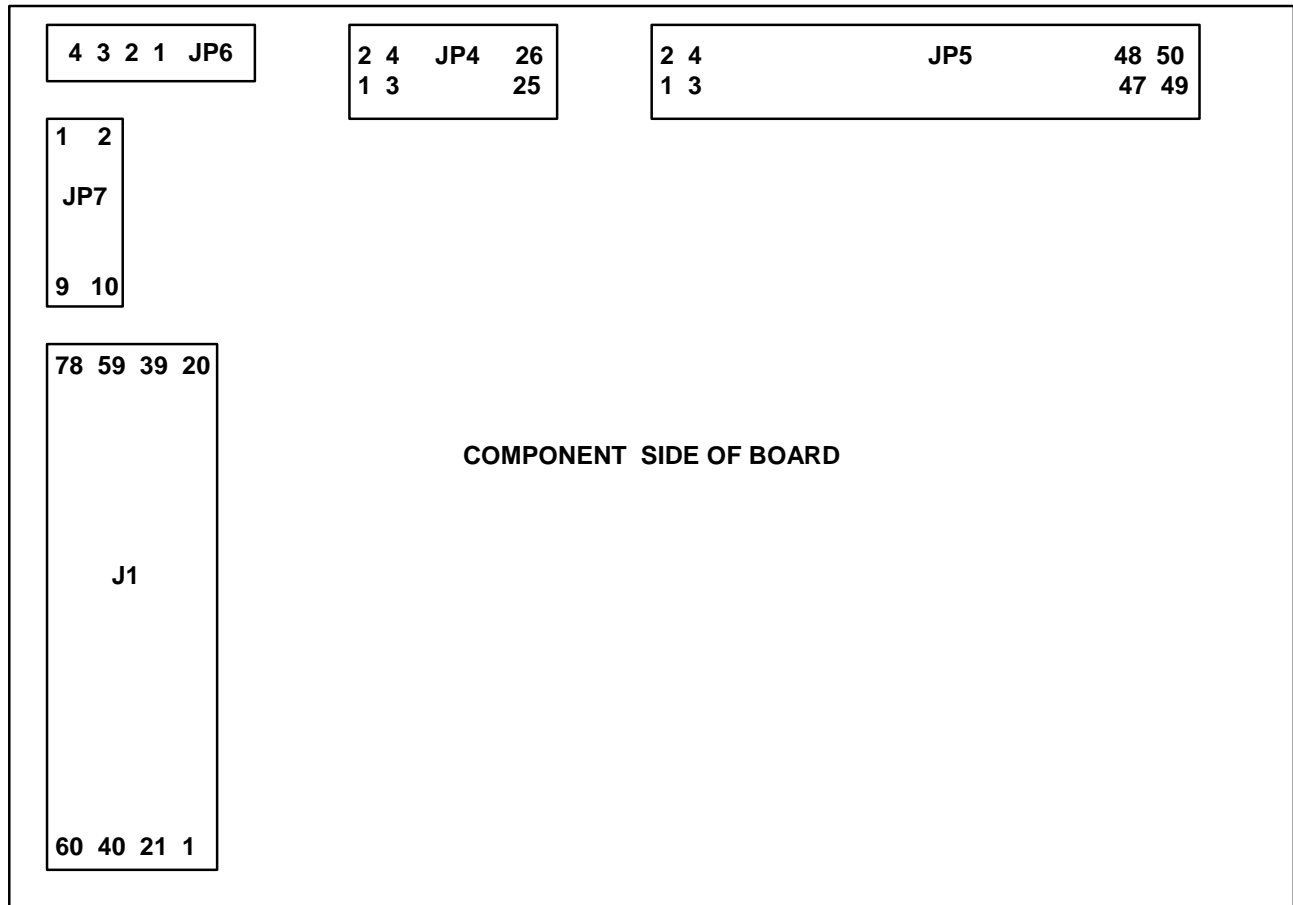 4 3 2 1 JP6
2 4 JP4 26
1 3 25
2 4 JP5 48 50
1 3 47 49
1 2
JP7
9 10
78 59 39 20
COMPONENT SIDE OF BOARD
J1
60 40 21 1